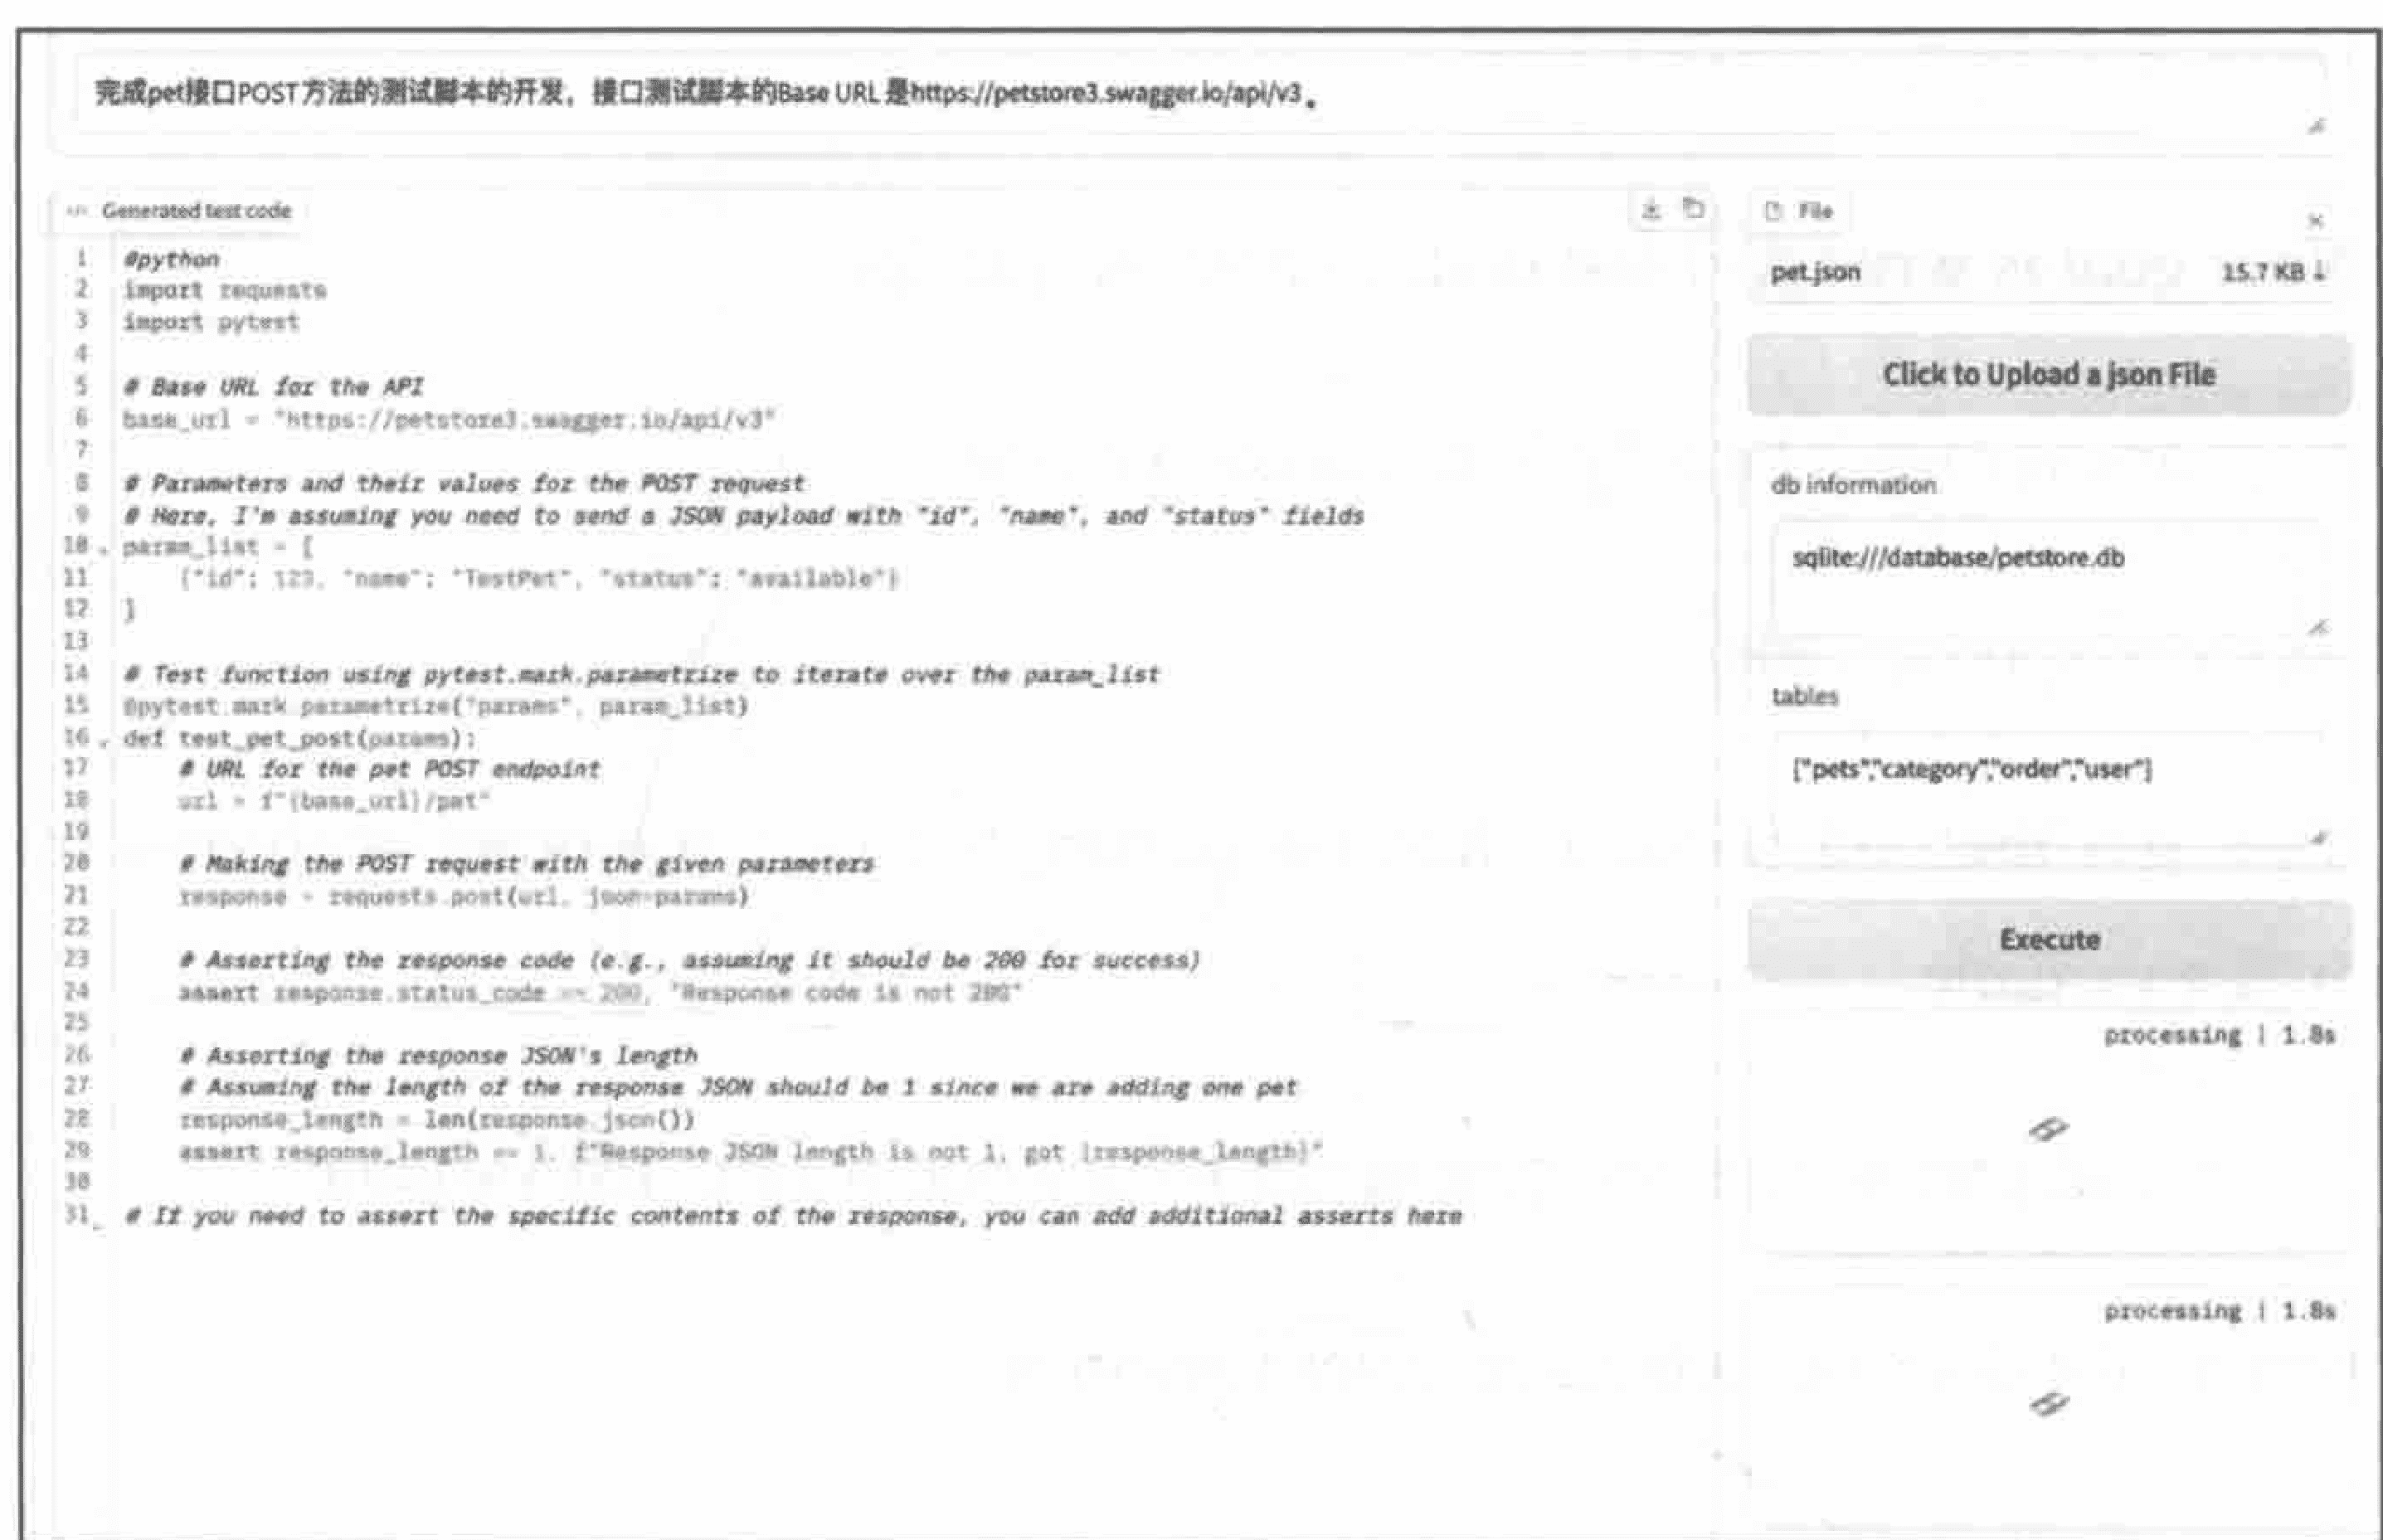 完成pet接口POST方法的测试脚本的开发，接口测试脚本的Base URL 是https://petstore3.swagger.io/api/v3。
Generated test code
1 #python
2 import requests
3 import pytest
4
5 # Base URL for the API
6 base_url = "https://petstore3.swagger.io/api/v3"
7
8 # Parameters and their values for the POST request
9 # Here, I'm assuming you need to send a JSON payload with "id", "name", and "status" fields
10 param_list = [
11     {"id": 123, "name": "TestPet", "status": "available"}
12 ]
13
14 # Test function using pytest.mark.parametrize to iterate over the param_list
15 @pytest.mark.parametrize("params", param_list)
16 def test_pet_post(params):
17     # URL for the pet POST endpoint
18     url = f"{base_url}/pet"
19
20     # Making the POST request with the given parameters
21     response = requests.post(url, json=params)
22
23     # Asserting the response code (e.g., assuming it should be 200 for success)
24     assert response.status_code == 200, "Response code is not 200"
25
26     # Asserting the response JSON's length
27     # Assuming the length of the response JSON should be 1 since we are adding one pet
28     response_length = len(response.json())
29     assert response_length == 1, f"Response JSON length is not 1, got {response_length}"
30
31 # If you need to assert the specific contents of the response, you can add additional asserts here
File
pet.json 15.7 KB ↓
Click to Upload a json File
db information
sqlite:///database/petstore.db
tables
["pets","category","order","user"]
Execute
processing | 1.8s
processing | 1.8s